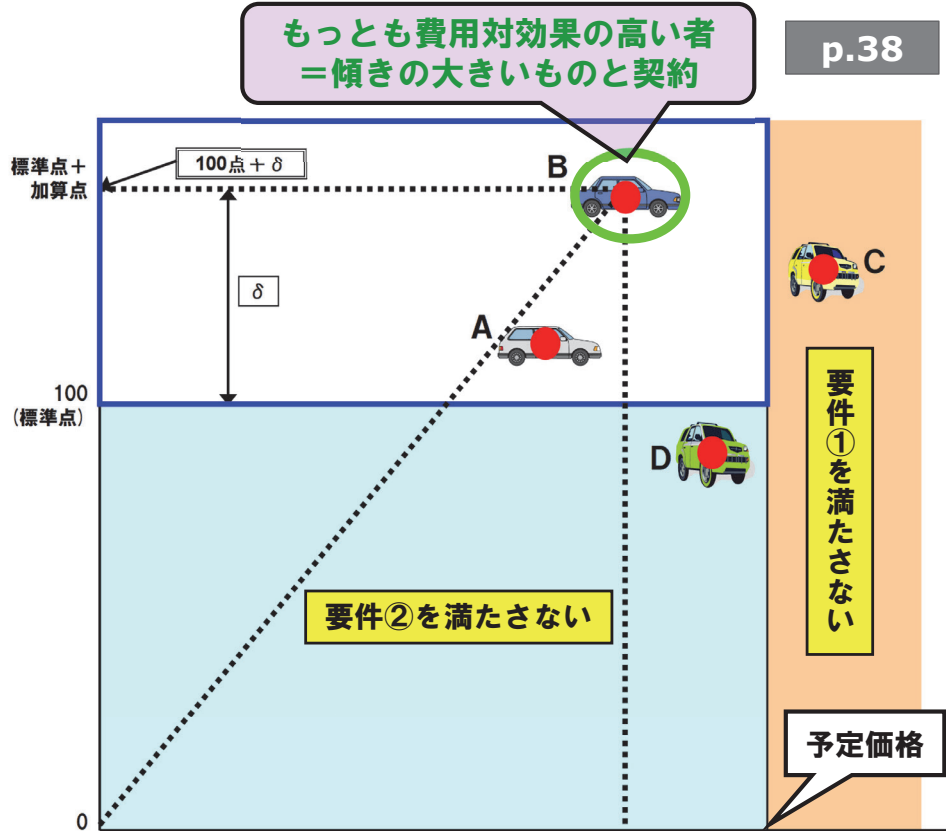 もっとも費用対効果の高い者
＝傾きの大きいものと契約
p.38
標準点＋
加算点
100点＋δ
B
C
δ
A
100
(標準点)
D
要件①を満たさない
要件②を満たさない
予定価格
0